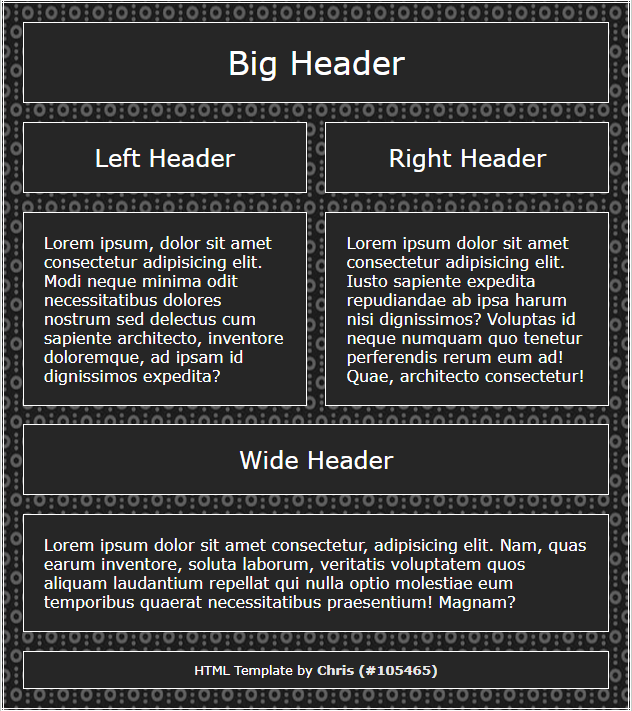 Big Header
Left Header
Right Header
Lorem ipsum, dolor sit amet
consectetur adipisicing elit.
Modi neque minima odit
necessitatibus dolores
nostrum sed delectus cum
sapiente architecto, inventore
doloremque, ad ipsam id
dignissimos expedita?
Lorem ipsum dolor sit amet
consectetur adipisicing elit.
Iusto sapiente expedita
repudiandae ab ipsa harum
nisi dignissimos? Voluptas id
neque numquam quo tenetur
perferendis rerum eum ad!
Quae, architecto consectetur!
Wide Header
Lorem ipsum dolor sit amet consectetur, adipisicing elit. Nam, quas
earum inventore, soluta laborum, veritatis voluptatem quos
aliquam laudantium repellat qui nulla optio molestiae eum
temporibus quaerat necessitatibus praesentium! Magnam?
HTML Template by Chris (#105465)